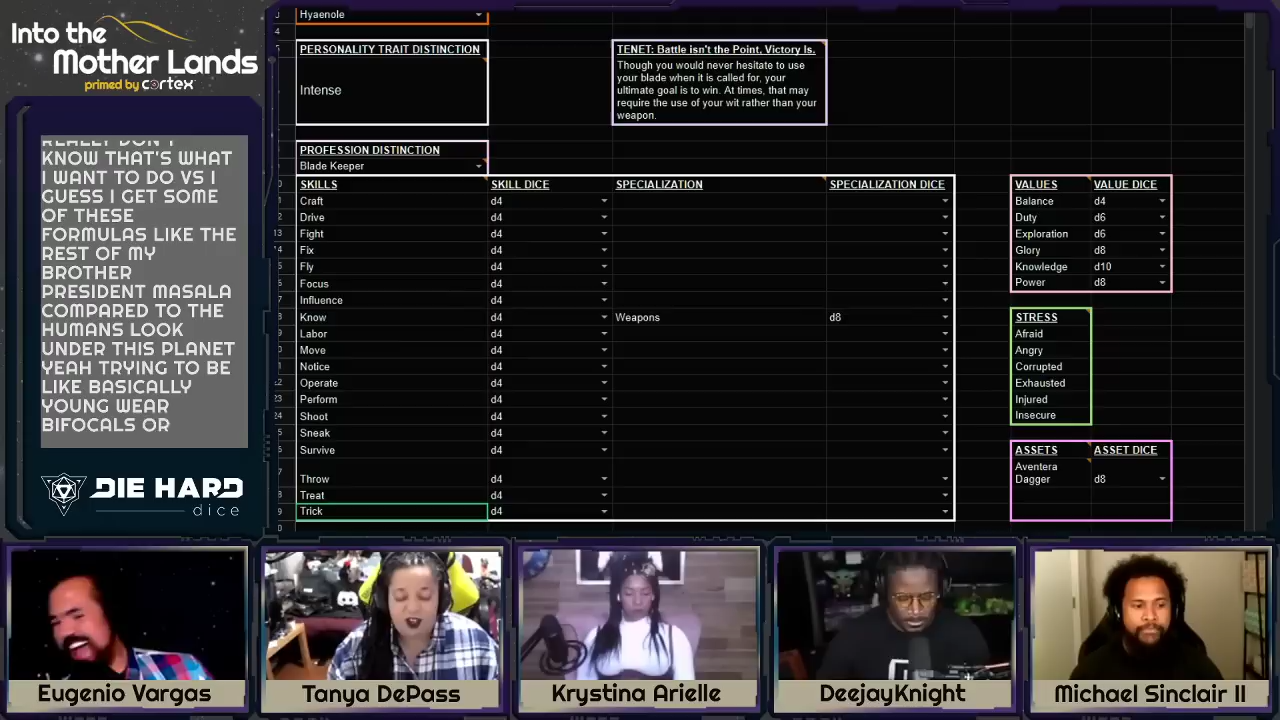 Into the
Mother Lands
primed by cortex
REALLY DON'T
KNOW THAT'S WHAT
I WANT TO DO VS I
GUESS I GET SOME
OF THESE
FORMULAS LIKE THE
REST OF MY
BROTHER
PRESIDENT MASALA
COMPARED TO THE
HUMANS LOOK
UNDER THIS PLANET
YEAH TRYING TO BE
LIKE BASICALLY
YOUNG WEAR
BIFOCALS OR
DIE HARD
dice
Hyaenole
PERSONALITY TRAIT DISTINCTION
Intense
TENET: Battle isn't the Point, Victory Is.
Though you would never hesitate to use
your blade when it is called for, your
ultimate goal is to win. At times, that may
require the use of your wit rather than your
weapon.
PROFESSION DISTINCTION
Blade Keeper
SKILLS SKILL DICE SPECIALIZATION SPECIALIZATION DICE
Craft d4
Drive d4
Fight d4
Fix d4
Fly d4
Focus d4
Influence d4
Know d4 Weapons d8
Labor d4
Move d4
Notice d4
Operate d4
Perform d4
Shoot d4
Sneak d4
Survive d4
Throw d4
Treat d4
Trick d4
VALUES VALUE DICE
Balance d4
Duty d6
Exploration d6
Glory d8
Knowledge d10
Power d8
STRESS
Afraid
Angry
Corrupted
Exhausted
Injured
Insecure
ASSETS ASSET DICE
Aventera
Dagger d8
Eugenio Vargas
Tanya DePass
Krystina Arielle
DeejayKnight
Michael Sinclair II